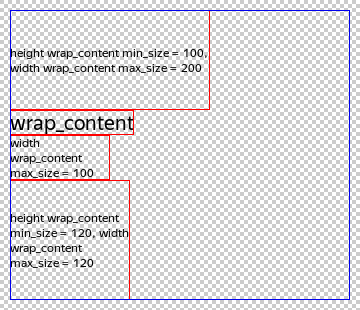 height wrap_content min_size = 100,
width wrap_content max_size = 200
wrap_content
width
wrap_content
max_size = 100
height wrap_content
min_size = 120, width
wrap_content
max_size = 120